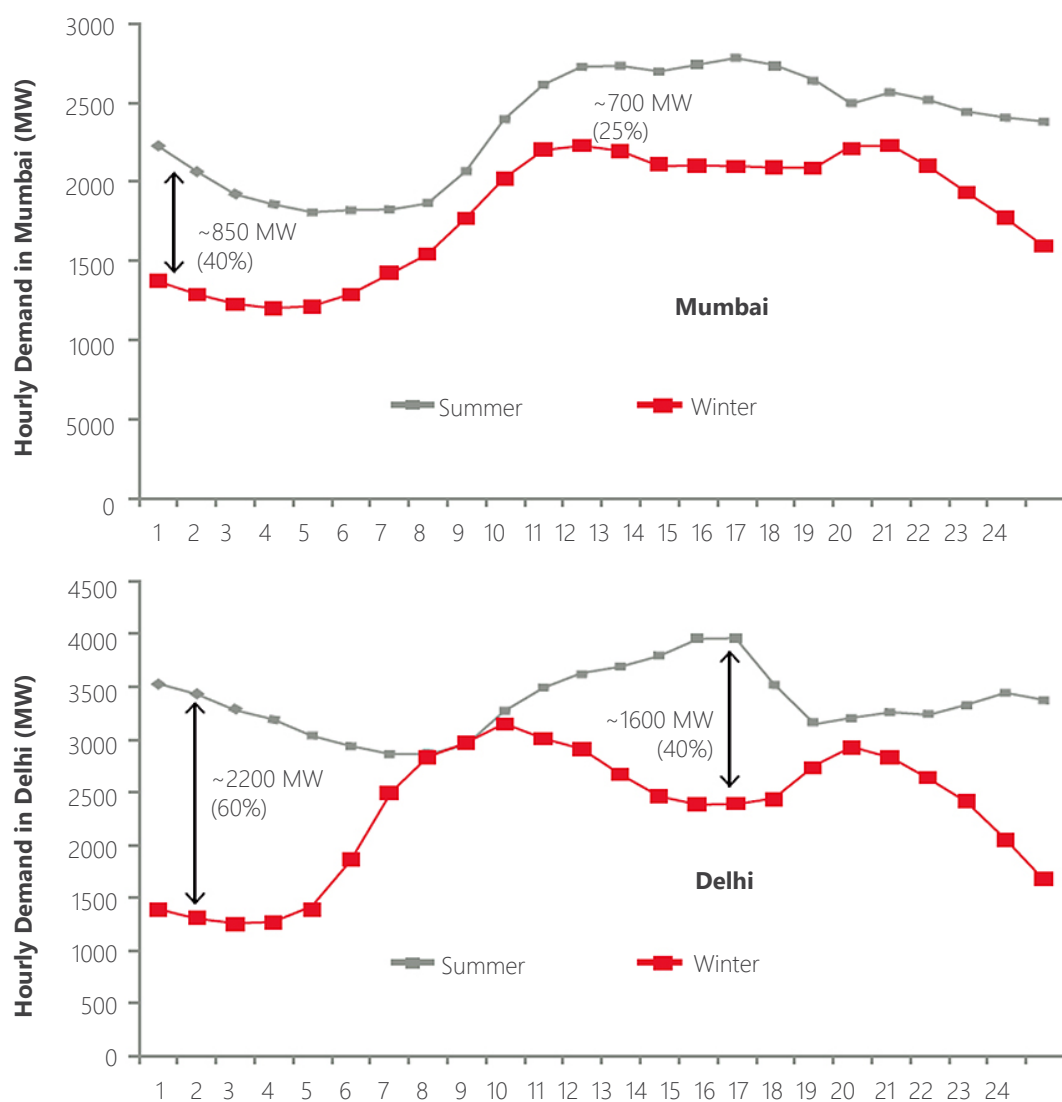 Hourly Demand in Mumbai (MW)
3000
2500
2000
1500
1000
5000
0
~850 MW
(40%)
~700 MW
(25%)
Mumbai
Summer
Winter
1 2 3 4 5 6 7 8 9 10 11 12 13 14 15 16 17 18 19 20 21 22 23 24
Hourly Demand in Delhi (MW)
4500
4000
3500
3000
2500
2000
1500
1000
500
0
~2200 MW
(60%)
~1600 MW
(40%)
Delhi
Summer
Winter
1 2 3 4 5 6 7 8 9 10 11 12 13 14 15 16 17 18 19 20 21 22 23 24